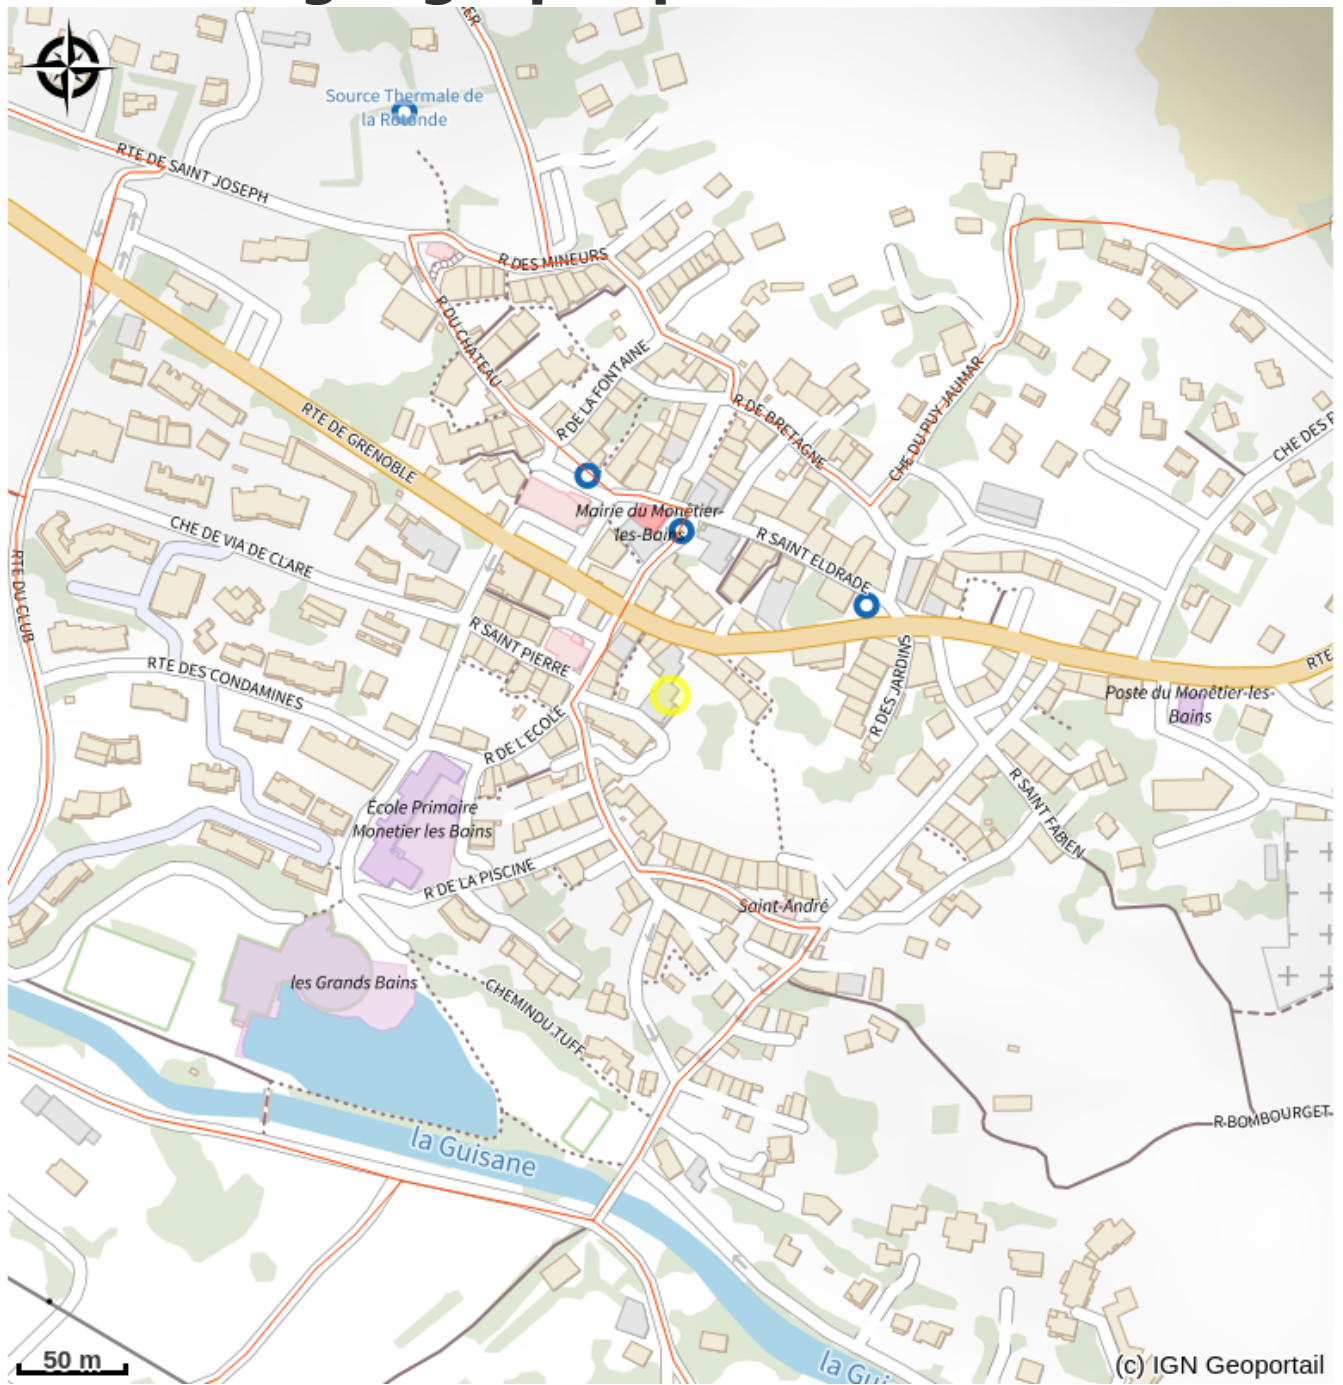 Source Thermale de
la Rotonde
RTE DE SAINT JOSEPH
R DES MINEURS
R DU CHATEAU
R DE LA FONTAINE
RTE DE GRENOBLE
R DE BRETAGNE
CHE DU PUY JAUMAR
Mairie du Monêtier-
les-Bains
R SAINT ELDRADE
CHE DE VIA DE CLARE
RTE DU CLUB
R SAINT PIERRE
RTE DES CONDAMINES
R DE L'ECOLE
R DES JARDINS
RTE
Poste du Monêtier-les-
Bains
École Primaire
Monetier les Bains
R SAINT FABIEN
R DE LA PISCINE
Saint-André
les Grands Bains
CHEMIN DU TUFF
R BOMBOURGET
la Guisane
50 m
la Gui
(c) IGN Geoportail